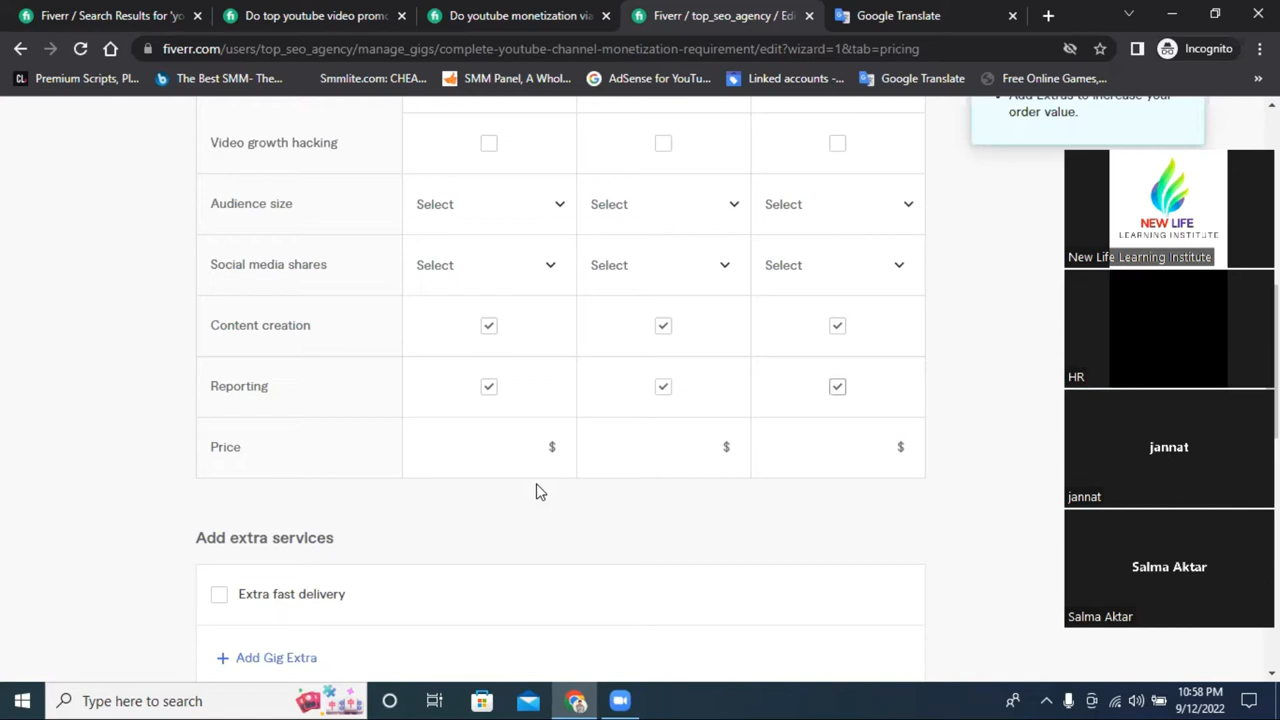 Fiverr / Search Results for 'yo
Do top youtube video promo
Do youtube monetization via
Fiverr / top_seo_agency / Edi
Google Translate
fiverr.com/users/top_seo_agency/manage_gigs/complete-youtube-channel-monetization-requirement/edit?wizard=1&tab=pricing
Incognito
Premium Scripts, Pl...
The Best SMM- The...
Smmlite.com: CHEA...
SMM Panel, A Whol...
AdSense for YouTu...
Linked accounts -...
Google Translate
Free Online Games,...
Add Extras to increase your
order value.
Video growth hacking
Audience size Select Select Select
Social media shares Select Select Select
Content creation
Reporting
Price $ $ $
Add extra services
Extra fast delivery
+ Add Gig Extra
NEW LIFE
LEARNING INSTITUTE
New Life Learning Institute
HR
jannat
jannat
Salma Aktar
Salma Aktar
Type here to search
10:58 PM
9/12/2022